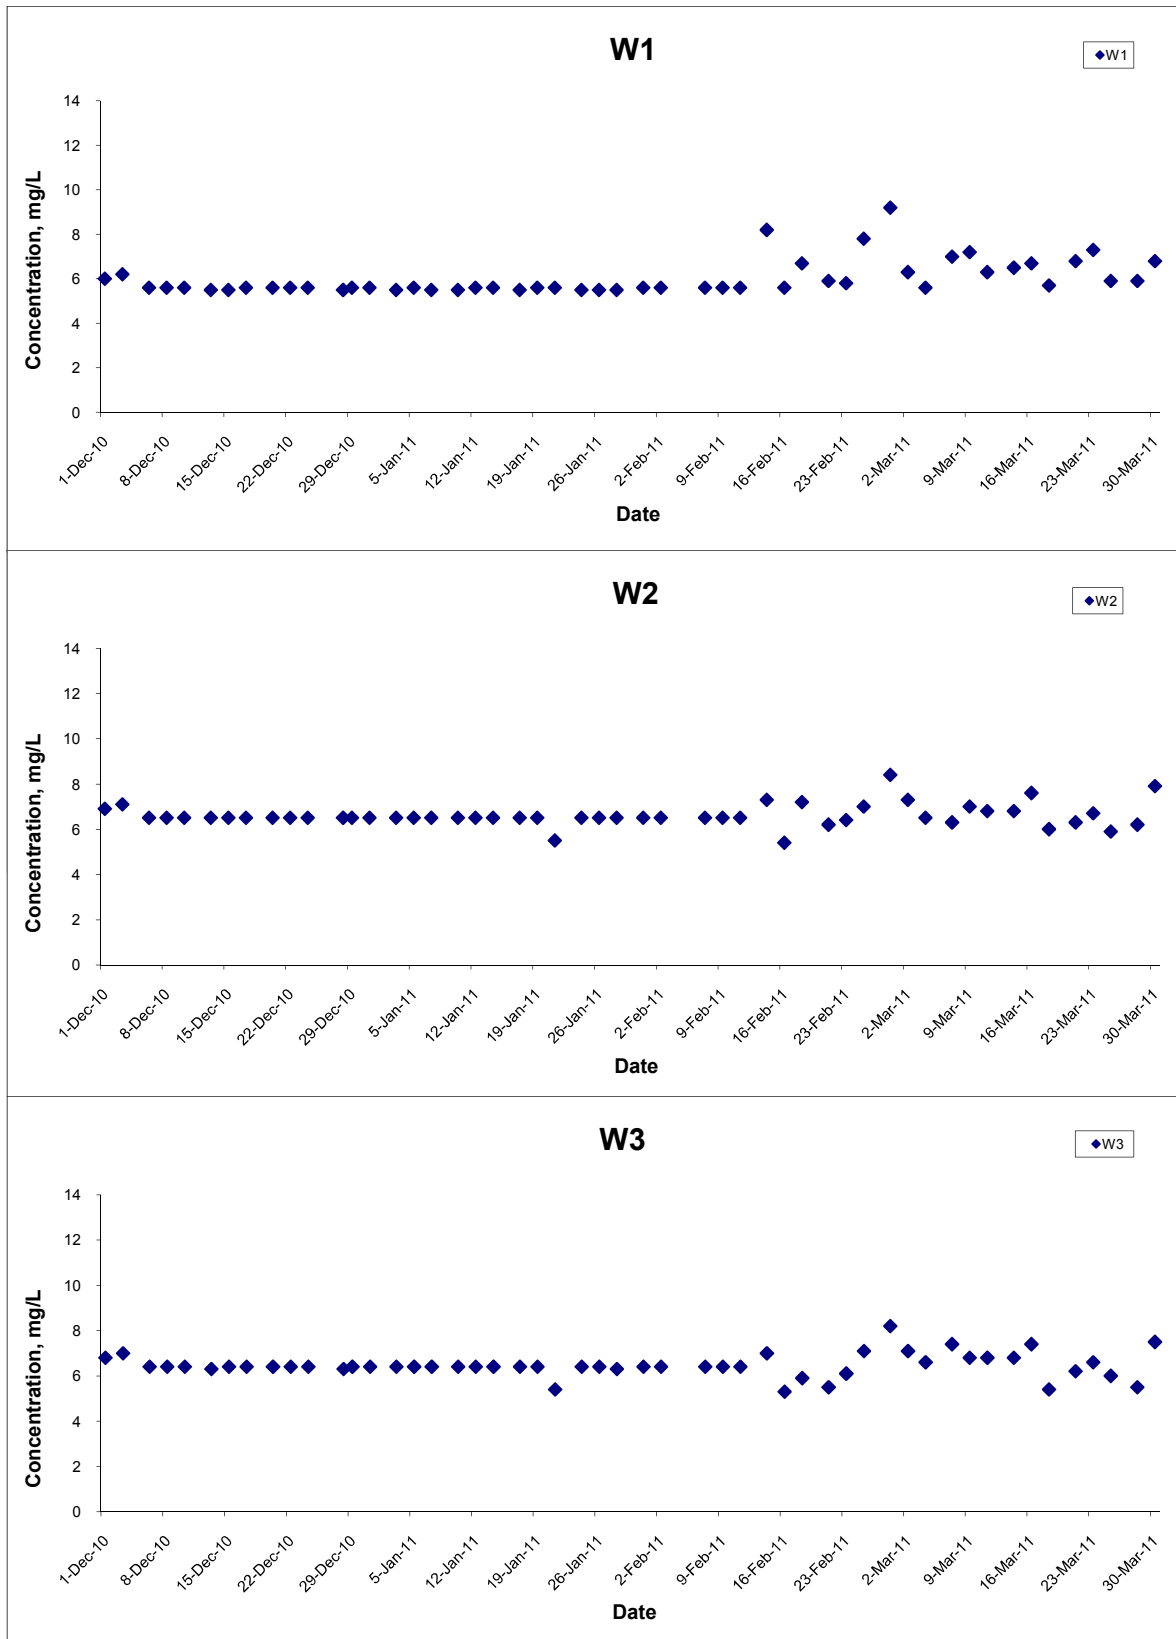 W1
W1
14
12
10
8
6
4
2
0
Concentration, mg/L
1-Dec-10
8-Dec-10
15-Dec-10
22-Dec-10
29-Dec-10
5-Jan-11
12-Jan-11
19-Jan-11
26-Jan-11
2-Feb-11
9-Feb-11
16-Feb-11
23-Feb-11
2-Mar-11
9-Mar-11
16-Mar-11
23-Mar-11
30-Mar-11
Date
W2
W2
14
12
10
8
6
4
2
0
Concentration, mg/L
1-Dec-10
8-Dec-10
15-Dec-10
22-Dec-10
29-Dec-10
5-Jan-11
12-Jan-11
19-Jan-11
26-Jan-11
2-Feb-11
9-Feb-11
16-Feb-11
23-Feb-11
2-Mar-11
9-Mar-11
16-Mar-11
23-Mar-11
30-Mar-11
Date
W3
W3
14
12
10
8
6
4
2
0
Concentration, mg/L
1-Dec-10
8-Dec-10
15-Dec-10
22-Dec-10
29-Dec-10
5-Jan-11
12-Jan-11
19-Jan-11
26-Jan-11
2-Feb-11
9-Feb-11
16-Feb-11
23-Feb-11
2-Mar-11
9-Mar-11
16-Mar-11
23-Mar-11
30-Mar-11
Date